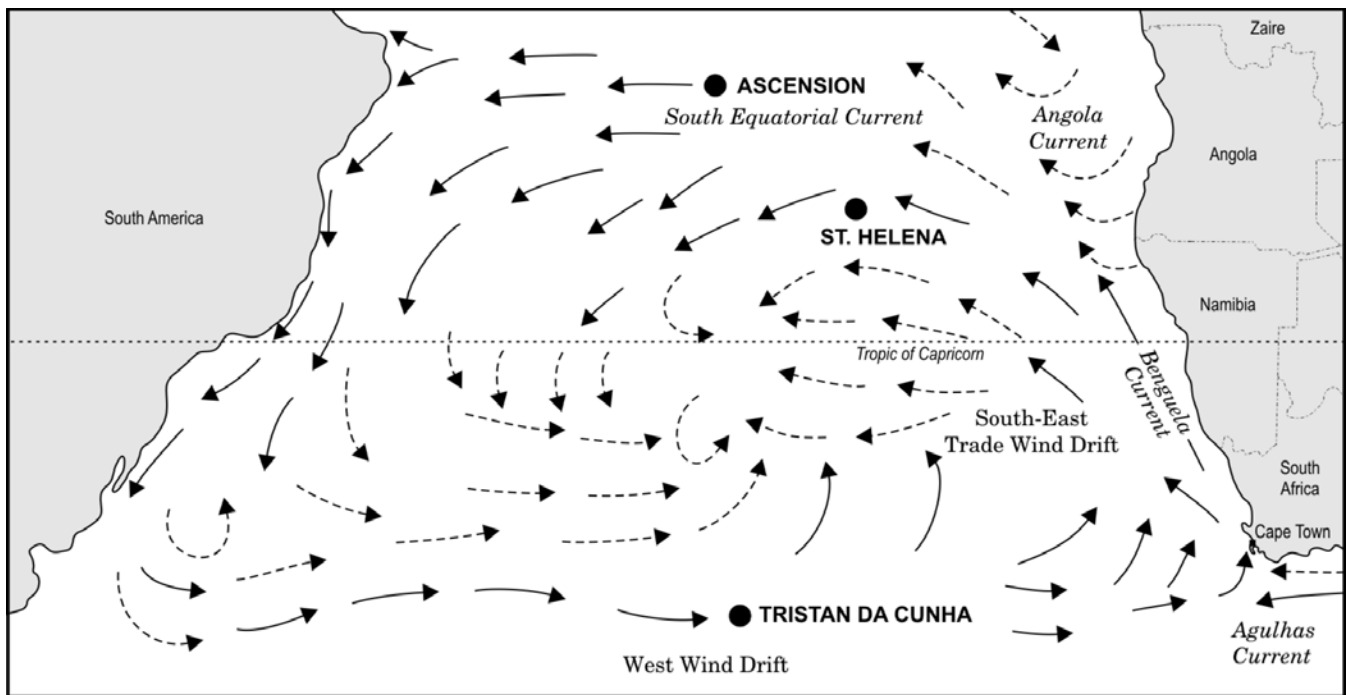 Zaire
ASCENSION
South Equatorial Current
Angola
Current
Angola
South America
ST. HELENA
Namibia
Tropic of Capricorn
Benguela
Current
South-East
Trade Wind Drift
South
Africa
Cape Town
TRISTAN DA CUNHA
Agulhas
Current
West Wind Drift